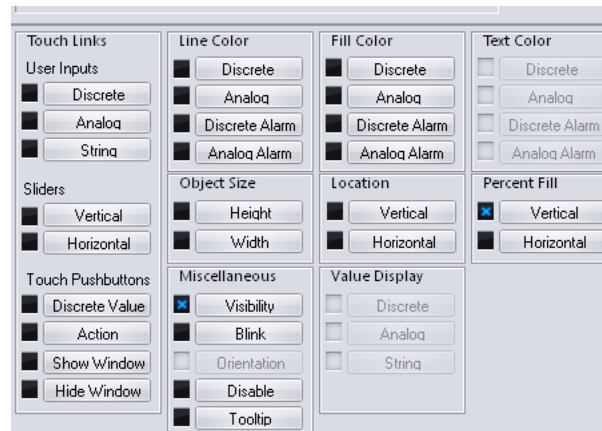 Touch Links
User Inputs
Discrete
Analog
String
Sliders
Vertical
Horizontal
Touch Pushbuttons
Discrete Value
Action
Show Window
Hide Window
Line Color
Discrete
Analog
Discrete Alarm
Analog Alarm
Object Size
Height
Width
Miscellaneous
Visibility
Blink
Orientation
Disable
Tooltip
Fill Color
Discrete
Analog
Discrete Alarm
Analog Alarm
Location
Vertical
Horizontal
Value Display
Discrete
Analog
String
Text Color
Discrete
Analog
Discrete Alarm
Analog Alarm
Percent Fill
Vertical
Horizontal